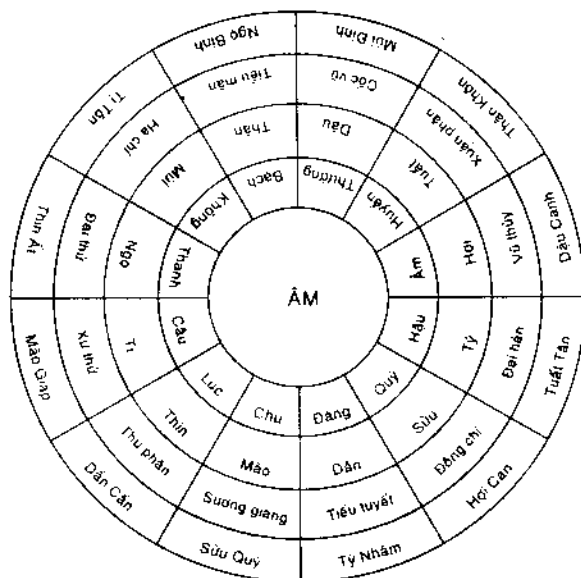 Ngọ Bính
Mùi Đinh
Thân Khôn
Dậu Canh
Tuất Tân
Hợi Càn
Tý Nhâm
Sửu Quý
Dần Cấn
Mão Giáp
Thìn Ất
Tị Tốn
Tiểu mãn
Cốc vũ
Xuân phân
Vũ thủy
Đại hàn
Đông chí
Tiểu tuyết
Sương giáng
Thu phân
Xử thử
Đại thử
Hạ chí
Thân
Dậu
Tuất
Hợi
Tý
Sửu
Dần
Mão
Thìn
Tị
Ngọ
Mùi
Bạch
Thường
Huyền
Âm
Hậu
Quý
Đằng
Chu
Lục
Câu
Thanh
Không
ÂM